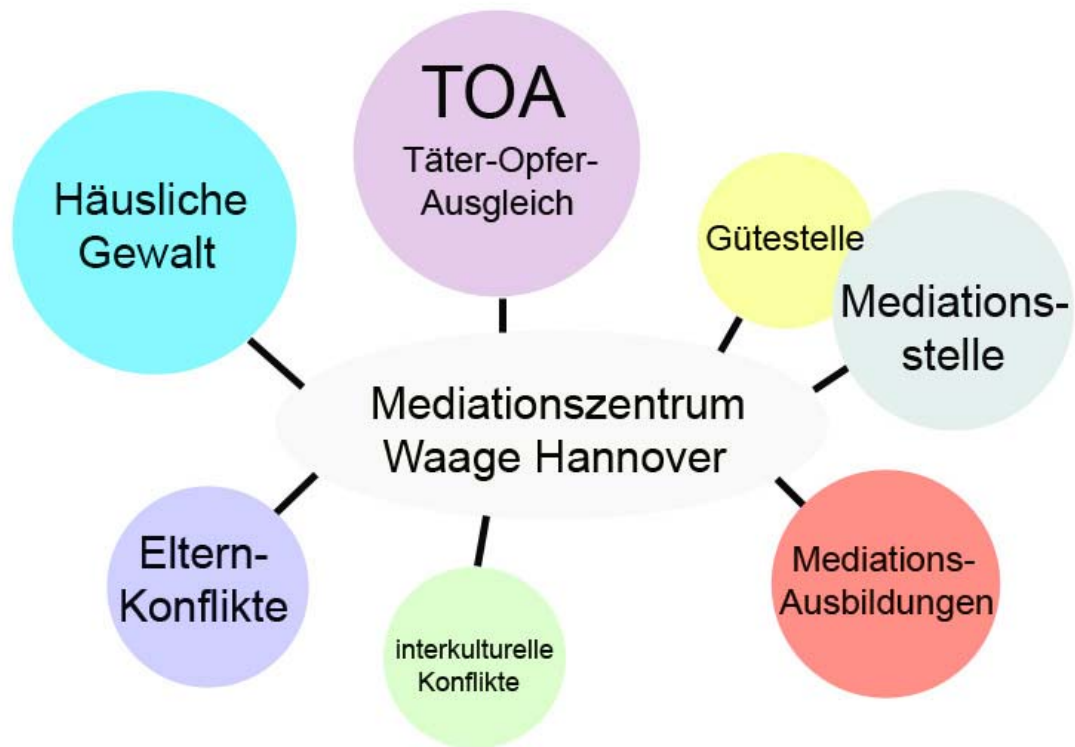 TOA
Täter-Opfer-
Ausgleich
Häusliche
Gewalt
Gütestelle
Mediations-
stelle
Mediationszentrum
Waage Hannover
Eltern-
Konflikte
interkulturelle
Konflikte
Mediations-
Ausbildungen